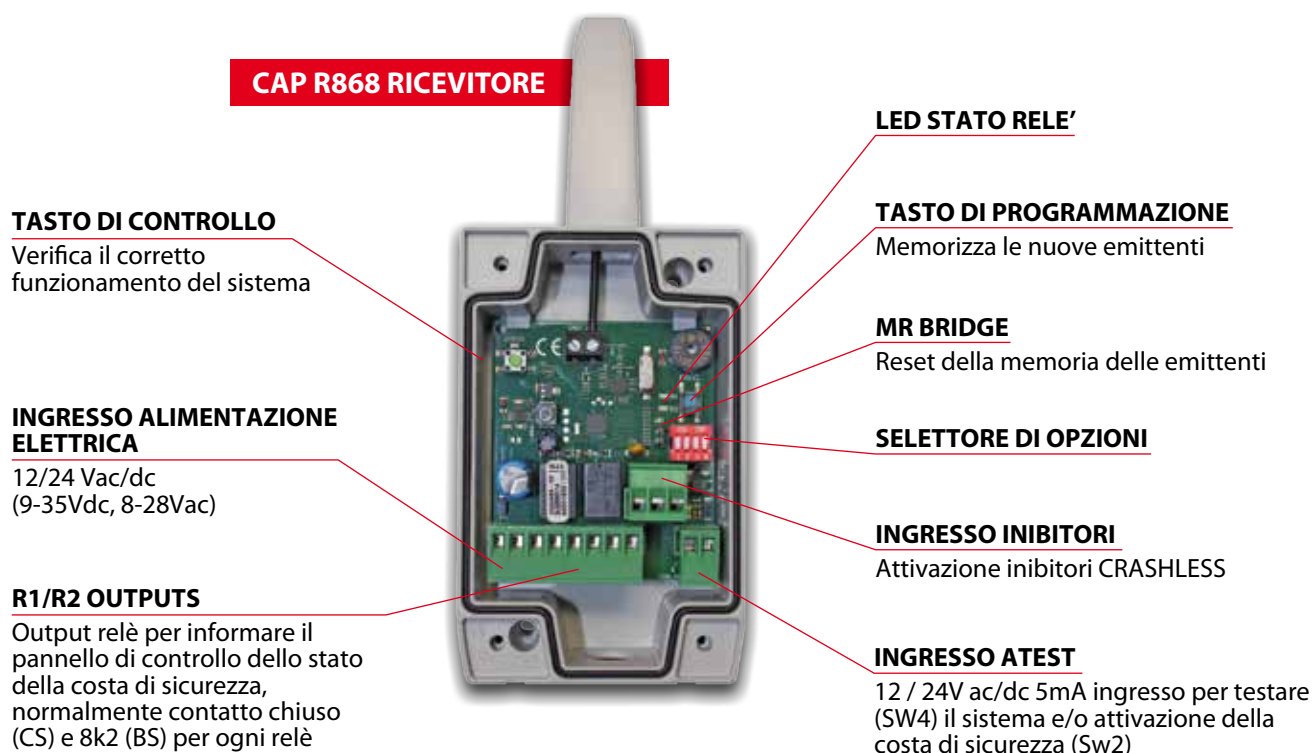 CAP R868 RICEVITORE
TASTO DI CONTROLLO
Verifica il corretto
funzionamento del sistema
INGRESSO ALIMENTAZIONE
ELETTRICA
12/24 Vac/dc
(9-35Vdc, 8-28Vac)
R1/R2 OUTPUTS
Output relè per informare il
pannello di controllo dello stato
della costa di sicurezza,
normalmente contatto chiuso
(CS) e 8k2 (BS) per ogni relè
LED STATO RELE’
TASTO DI PROGRAMMAZIONE
Memorizza le nuove emittenti
MR BRIDGE
Reset della memoria delle emittenti
SELETTORE DI OPZIONI
INGRESSO INIBITORI
Attivazione inibitori CRASHLESS
INGRESSO ATEST
12 / 24V ac/dc 5mA ingresso per testare
(SW4) il sistema e/o attivazione della
costa di sicurezza (Sw2)
CE